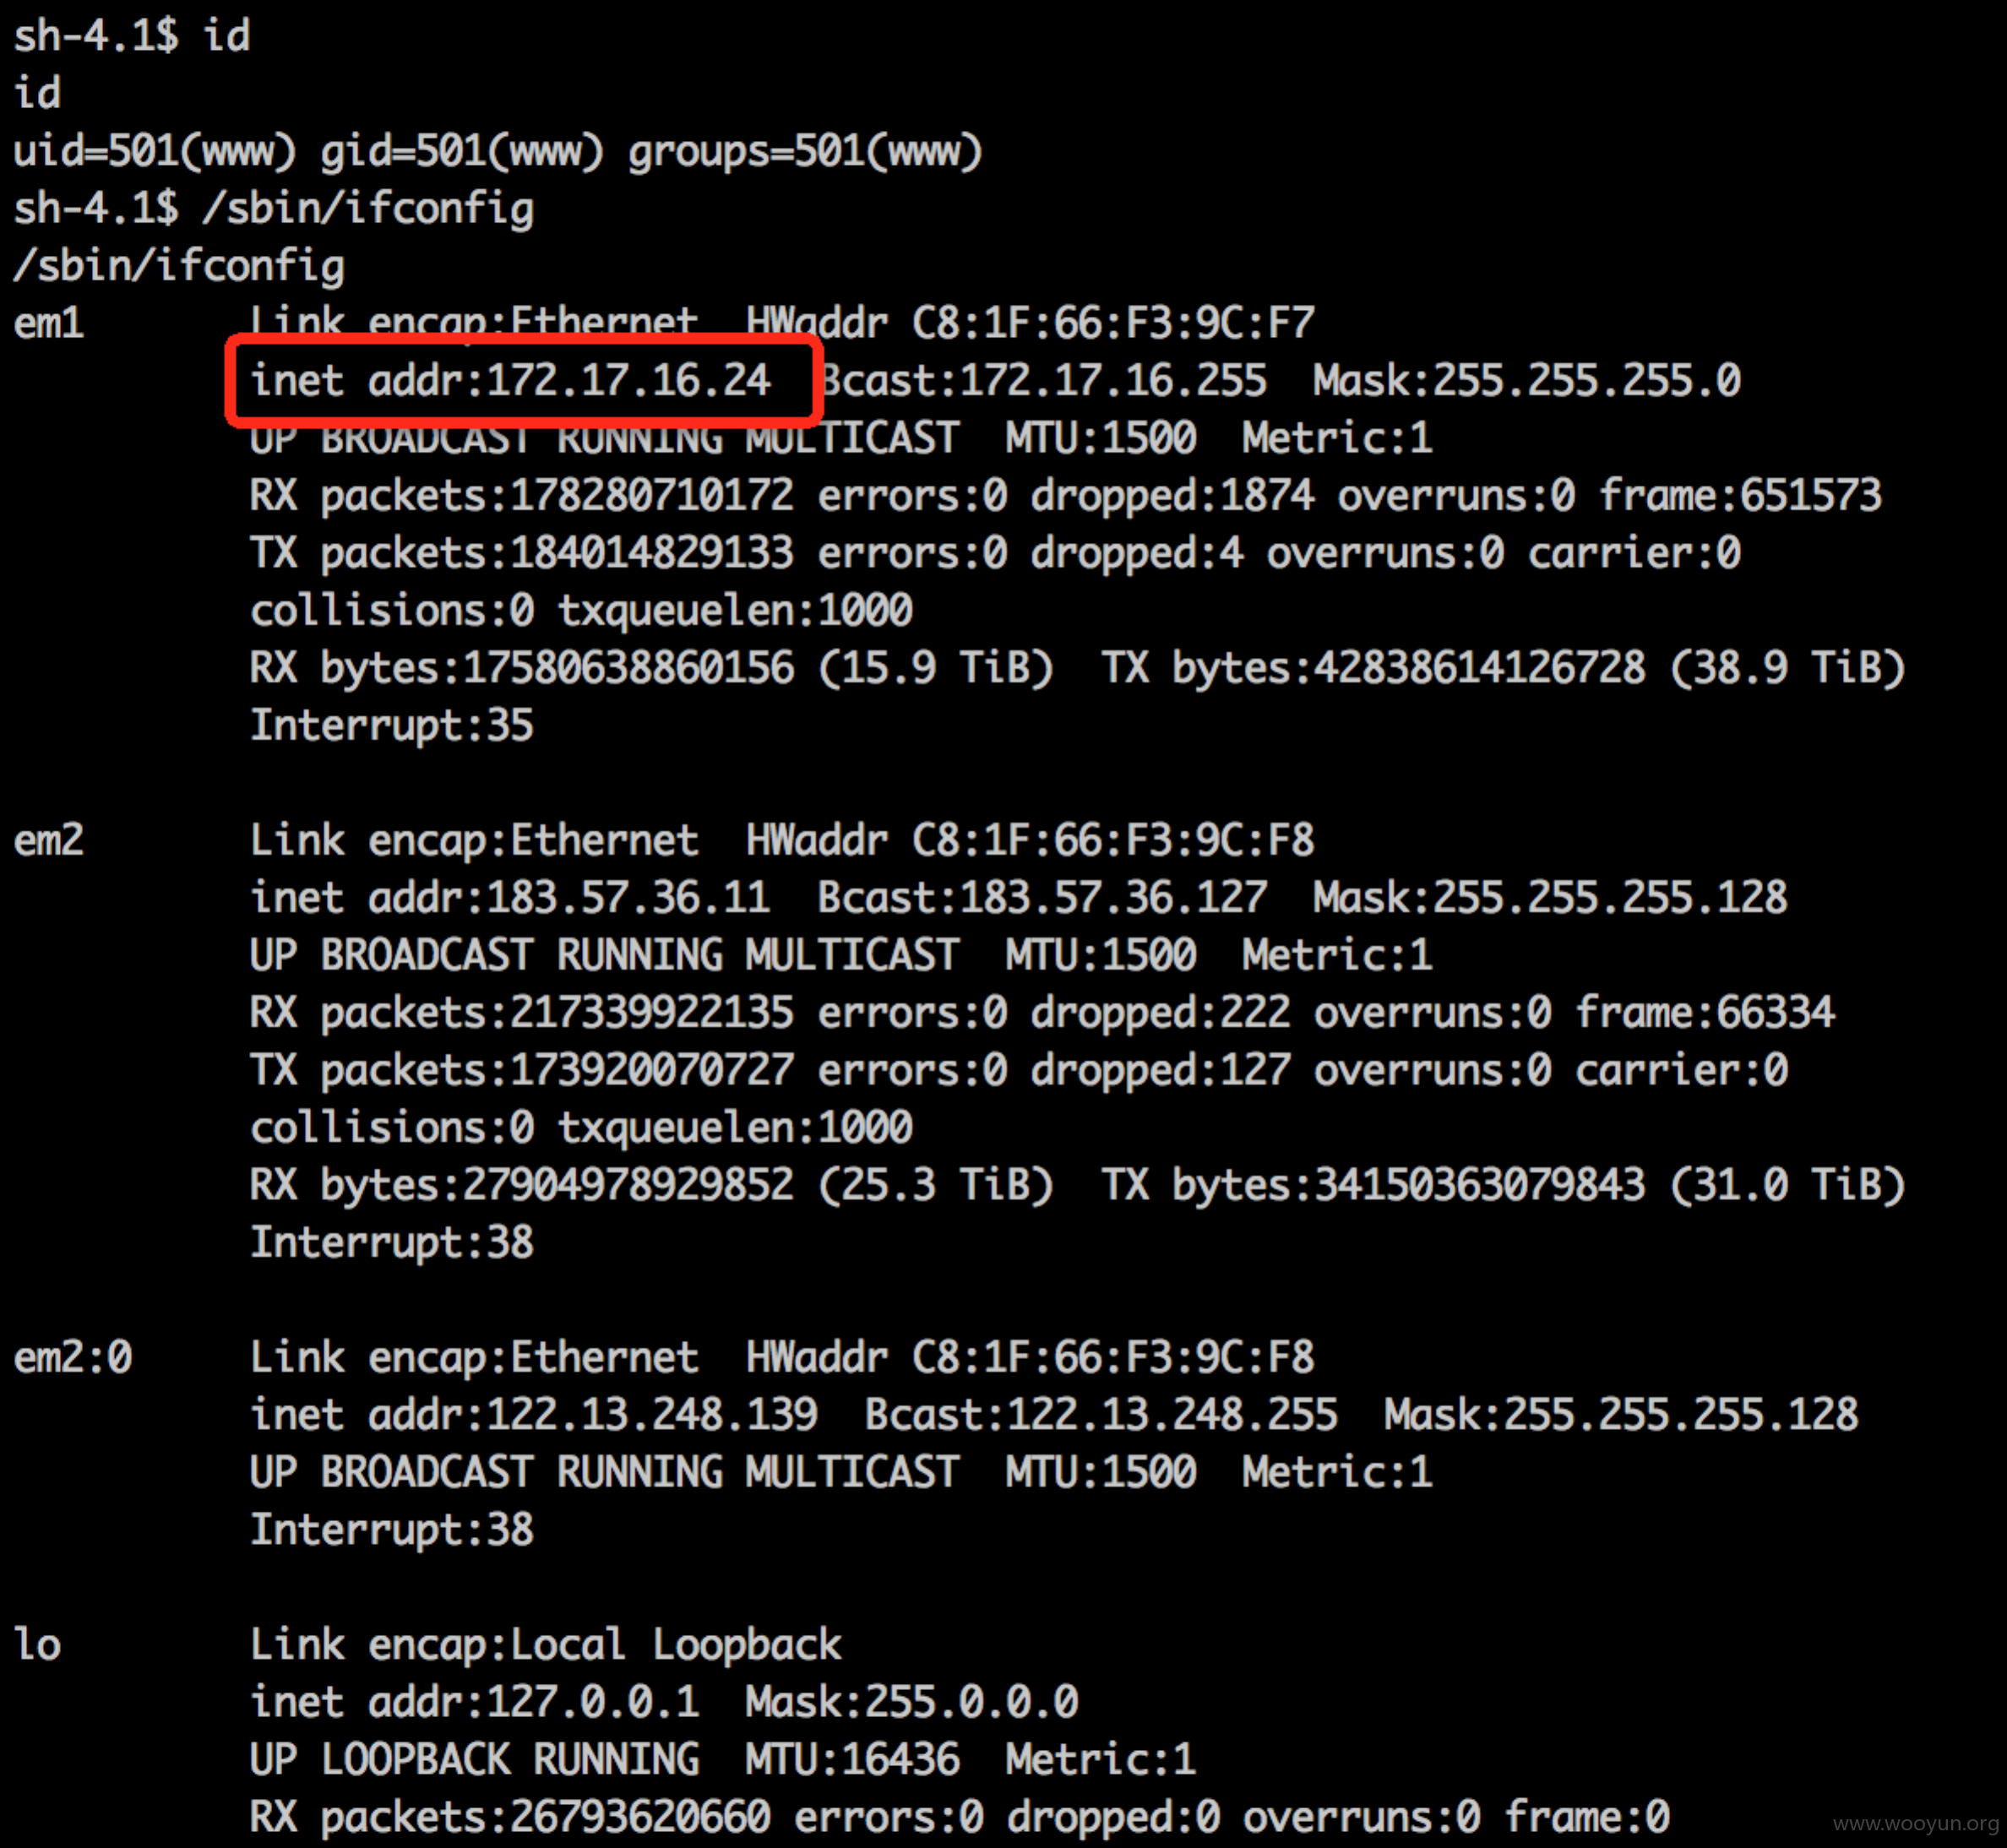 sh-4.1$ id
id
uid=501(www) gid=501(www) groups=501(www)
sh-4.1$ /sbin/ifconfig
/sbin/ifconfig
em1 Link encap:Ethernet HWaddr C8:1F:66:F3:9C:F7
inet addr:172.17.16.24 Bcast:172.17.16.255 Mask:255.255.255.0
UP BROADCAST RUNNING MULTICAST MTU:1500 Metric:1
RX packets:178280710172 errors:0 dropped:1874 overruns:0 frame:651573
TX packets:184014829133 errors:0 dropped:4 overruns:0 carrier:0
collisions:0 txqueuelen:1000
RX bytes:17580638860156 (15.9 TiB) TX bytes:42838614126728 (38.9 TiB)
Interrupt:35
em2 Link encap:Ethernet HWaddr C8:1F:66:F3:9C:F8
inet addr:183.57.36.11 Bcast:183.57.36.127 Mask:255.255.255.128
UP BROADCAST RUNNING MULTICAST MTU:1500 Metric:1
RX packets:217339922135 errors:0 dropped:222 overruns:0 frame:66334
TX packets:173920070727 errors:0 dropped:127 overruns:0 carrier:0
collisions:0 txqueuelen:1000
RX bytes:27904978929852 (25.3 TiB) TX bytes:34150363079843 (31.0 TiB)
Interrupt:38
em2:0 Link encap:Ethernet HWaddr C8:1F:66:F3:9C:F8
inet addr:122.13.248.139 Bcast:122.13.248.255 Mask:255.255.255.128
UP BROADCAST RUNNING MULTICAST MTU:1500 Metric:1
Interrupt:38
lo Link encap:Local Loopback
inet addr:127.0.0.1 Mask:255.0.0.0
UP LOOPBACK RUNNING MTU:16436 Metric:1
RX packets:26793620660 errors:0 dropped:0 overruns:0 frame:0
www.wooyun.org